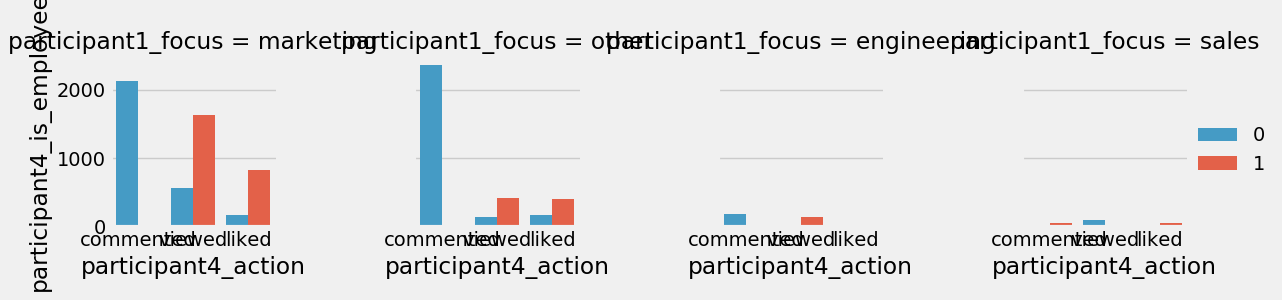 participant1_focus = marketing
participant1_focus = other
participant1_focus = engineering
participant1_focus = sales
participant4_is_employee
2000
1000
0
commented viewed liked
commented viewed liked
commented viewed liked
commented viewed liked
participant4_action
participant4_action
participant4_action
participant4_action
0
1